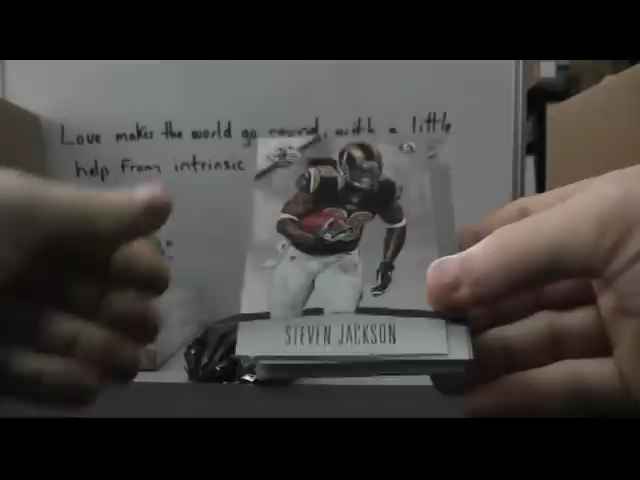 Love makes the world go round, with a little
help from intrinsic
STEVEN JACKSON